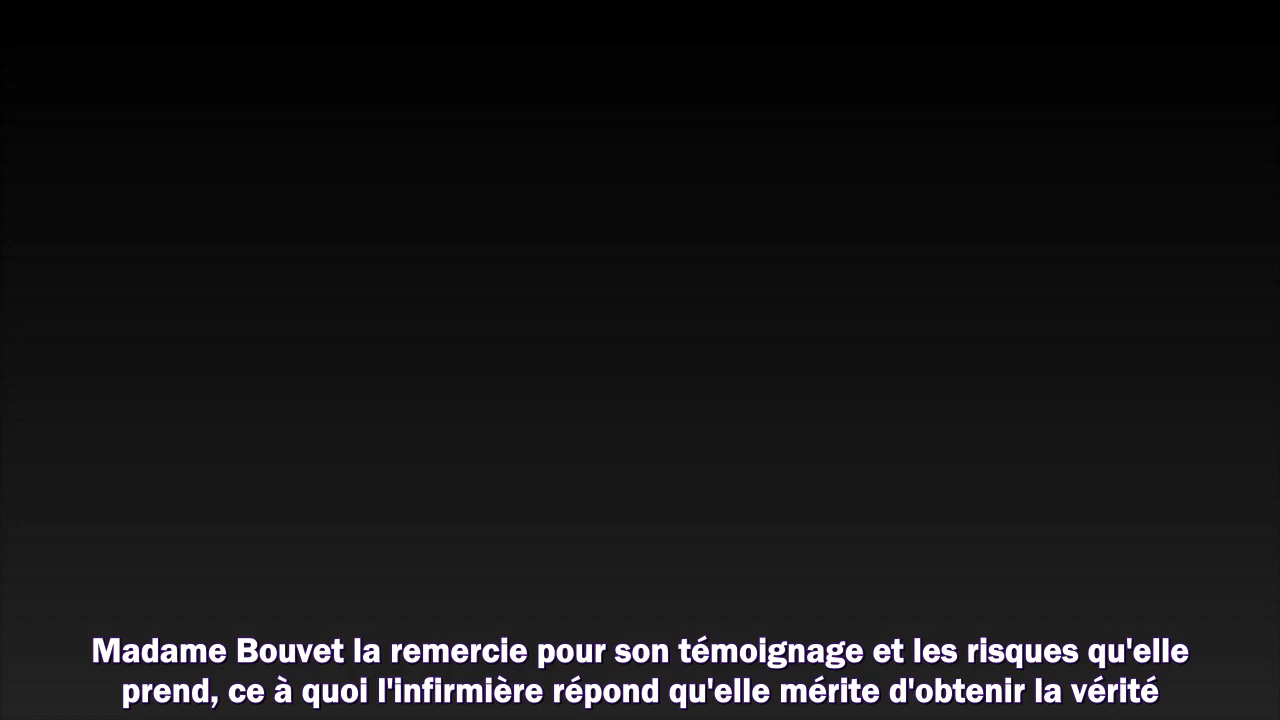 Madame Bouvet la remercie pour son témoignage et les risques qu'elle
prend, ce à quoi l'infirmière répond qu'elle mérite d'obtenir la vérité